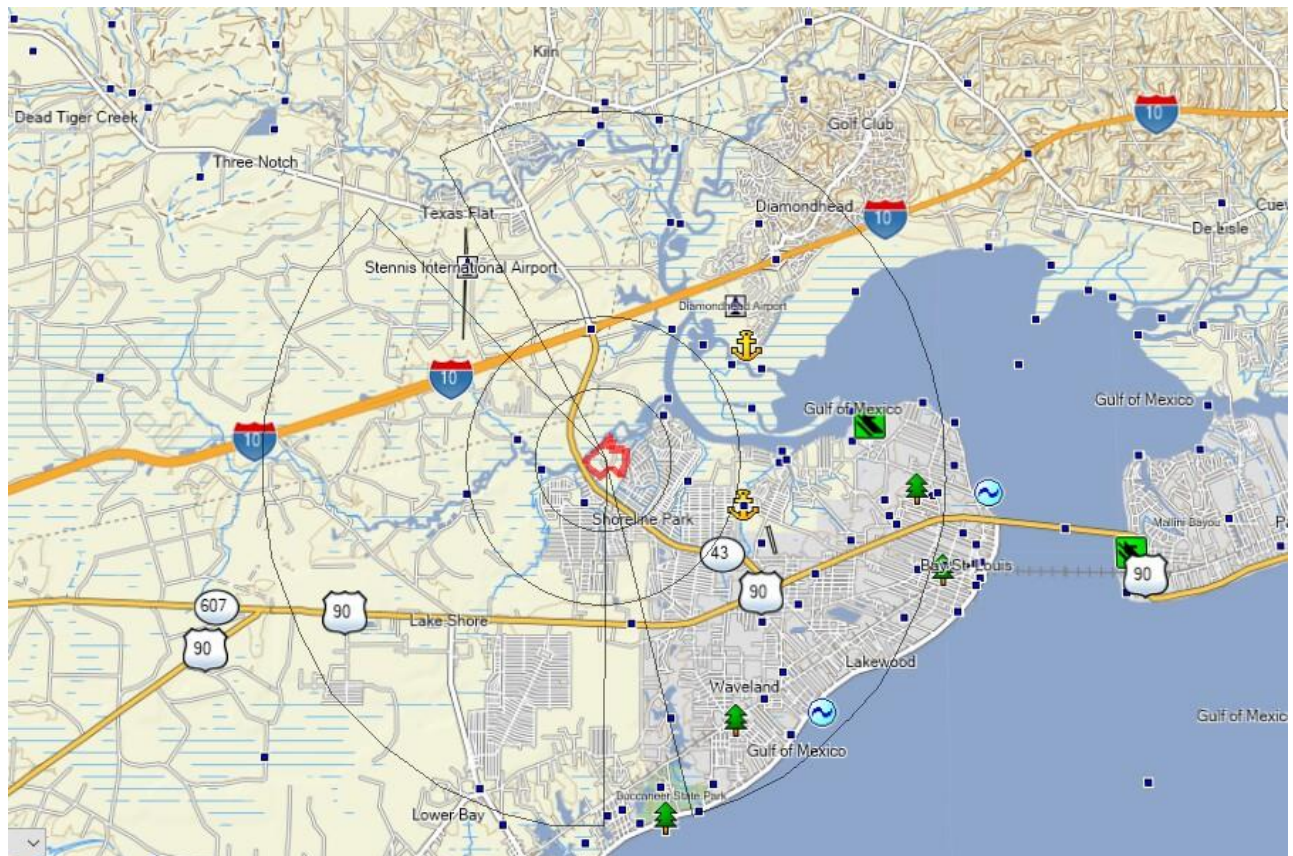 Kiln
Dead Tiger Creek
10
Golf Club
Three Notch
Texas Flat
Diamondhead
10
De Lisle
Stennis International Airport
Diamondhead Airport
10
Gulf of Mexico
Gulf of Mexico
10
Shoreline Park
Mallini Bayou
43
Bay St. Louis
90
90
607
90
Lake Shore
90
Lakewood
Waveland
Gulf of Mexico
Gulf of Mexico
Buccaneer State Park
Lower Bay